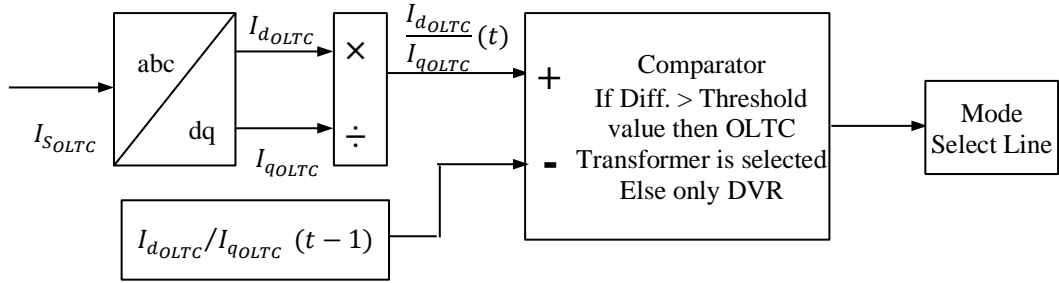 I_{S_{OLTC}}
abc
dq
I_{d_{OLTC}}
I_{q_{OLTC}}
×
÷
\frac{I_{d_{OLTC}}}{I_{q_{OLTC}}}(t)
I_{d_{OLTC}}/I_{q_{OLTC}} (t − 1)
+
-
Comparator
If Diff. > Threshold
value then OLTC
Transformer is selected
Else only DVR
Mode
Select Line